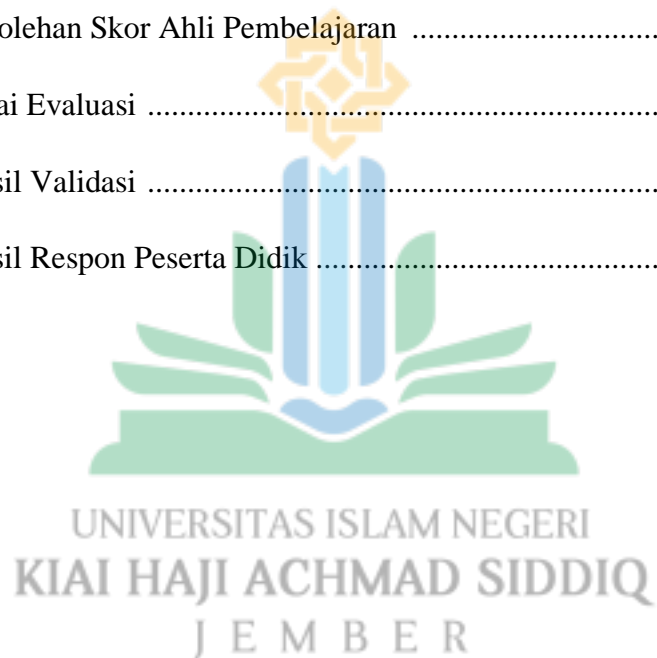 olehan Skor Ahli Pembelajaran ..............................
ai Evaluasi ................................................................
sil Validasi ................................................................
sil Respon Peserta Didik ...........................................
UNIVERSITAS ISLAM NEGERI
KIAI HAJI ACHMAD SIDDIQ
JEMBER